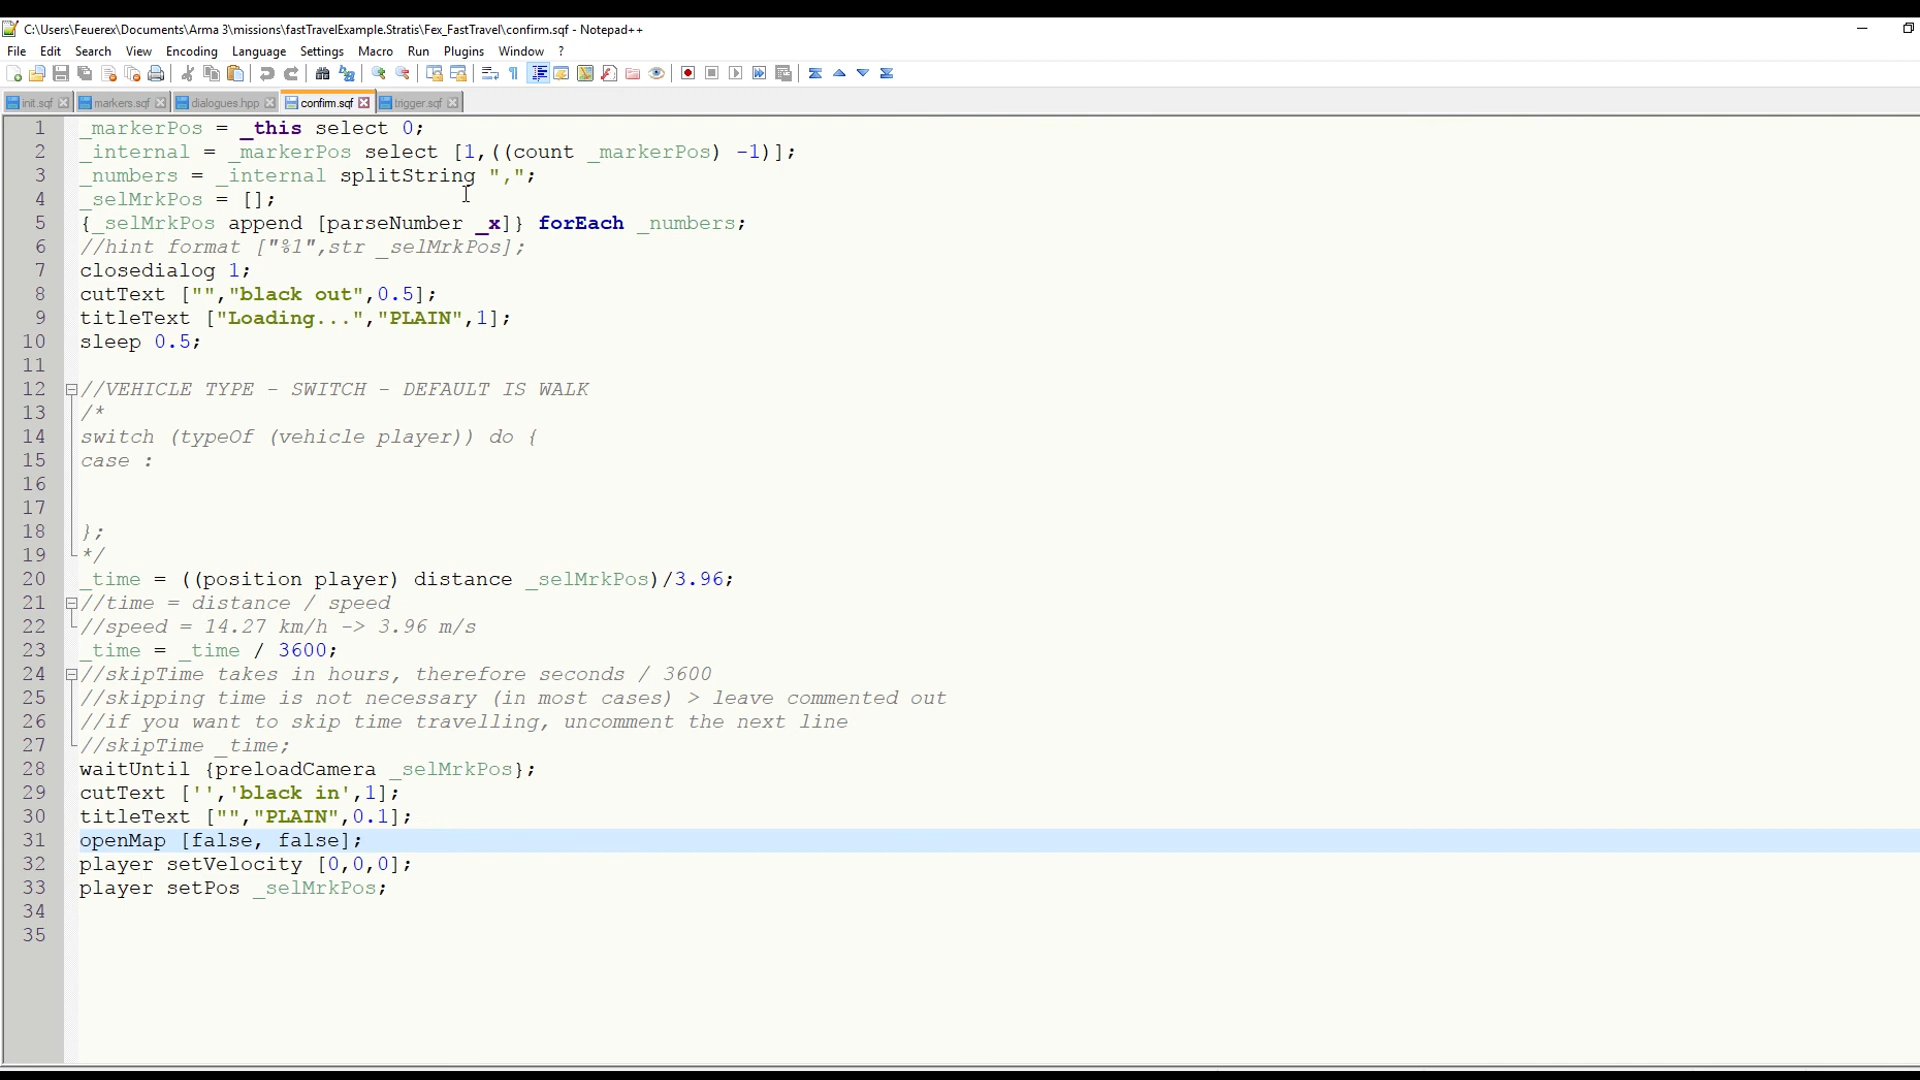 C:\Users\Feuerex\Documents\Arma 3\missions\fastTravelExample.Stratis\Fex_FastTravel\confirm.sqf - Notepad++
File Edit Search View Encoding Language Settings Macro Run Plugins Window ?
init.sqf markers.sqf dialogues.hpp confirm.sqf trigger.sqf
1 _markerPos = _this select 0;
2 _internal = _markerPos select [1,((count _markerPos) -1)];
3 _numbers = _internal splitString ",";
4 _selMrkPos = [];
5 {_selMrkPos append [parseNumber _x]} forEach _numbers;
6 //hint format ["%1",str _selMrkPos];
7 closedialog 1;
8 cutText ["","black out",0.5];
9 titleText ["Loading...","PLAIN",1];
10 sleep 0.5;
11
12 //VEHICLE TYPE - SWITCH - DEFAULT IS WALK
13 /*
14 switch (typeOf (vehicle player)) do {
15 case :
16
17
18 };
19 */
20 _time = ((position player) distance _selMrkPos)/3.96;
21 //time = distance / speed
22 //speed = 14.27 km/h -> 3.96 m/s
23 _time = _time / 3600;
24 //skipTime takes in hours, therefore seconds / 3600
25 //skipping time is not necessary (in most cases) > leave commented out
26 //if you want to skip time travelling, uncomment the next line
27 //skipTime _time;
28 waitUntil {preloadCamera _selMrkPos};
29 cutText ['','black in',1];
30 titleText ["","PLAIN",0.1];
31 openMap [false, false];
32 player setVelocity [0,0,0];
33 player setPos _selMrkPos;
34
35